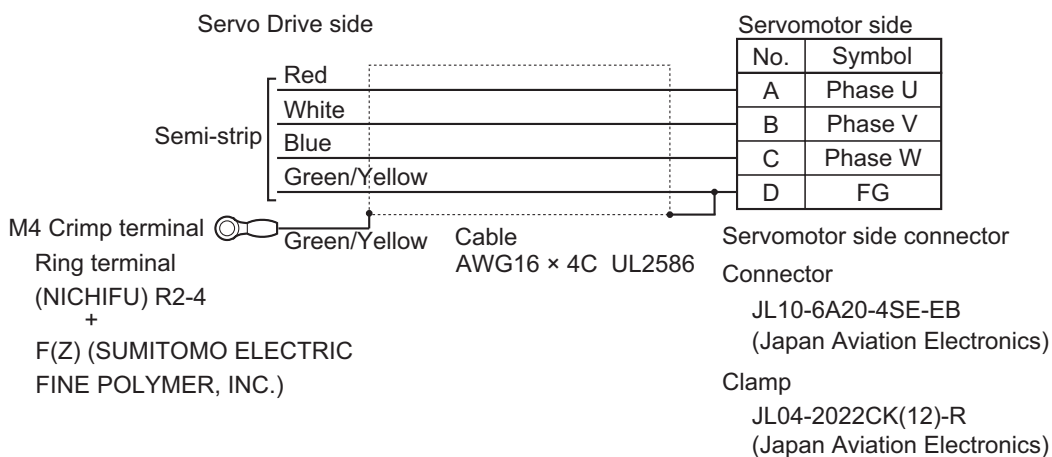 Servo Drive side
Servomotor side
No. Symbol
Red
A Phase U
White
B Phase V
Semi-strip
Blue
C Phase W
Green/Yellow
D FG
M4 Crimp terminal
Green/Yellow
Ring terminal
(NICHIFU) R2-4
+
F(Z) (SUMITOMO ELECTRIC
FINE POLYMER, INC.)
Cable
AWG16 × 4C UL2586
Servomotor side connector
Connector
JL10-6A20-4SE-EB
(Japan Aviation Electronics)
Clamp
JL04-2022CK(12)-R
(Japan Aviation Electronics)